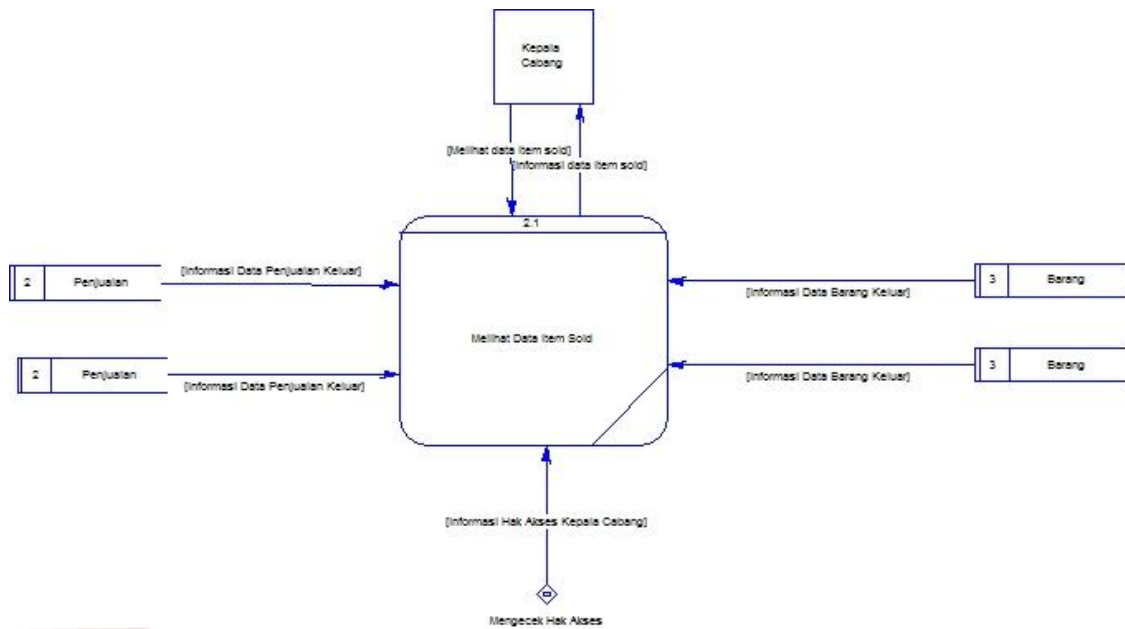 Kepala
Cabang
[Melihat data item sold]
[Informasi data item sold]
2.1
[Informasi Data Penjualan Keluar]
2
Penjualan
[Informasi Data Barang Keluar]
3
Barang
Melihat Data Item Sold
2
Penjualan
[Informasi Data Penjualan Keluar]
3
Barang
[Informasi Data Barang Keluar]
[Informasi Hak Akses Kepala Cabang]
Mengecek Hak Akses